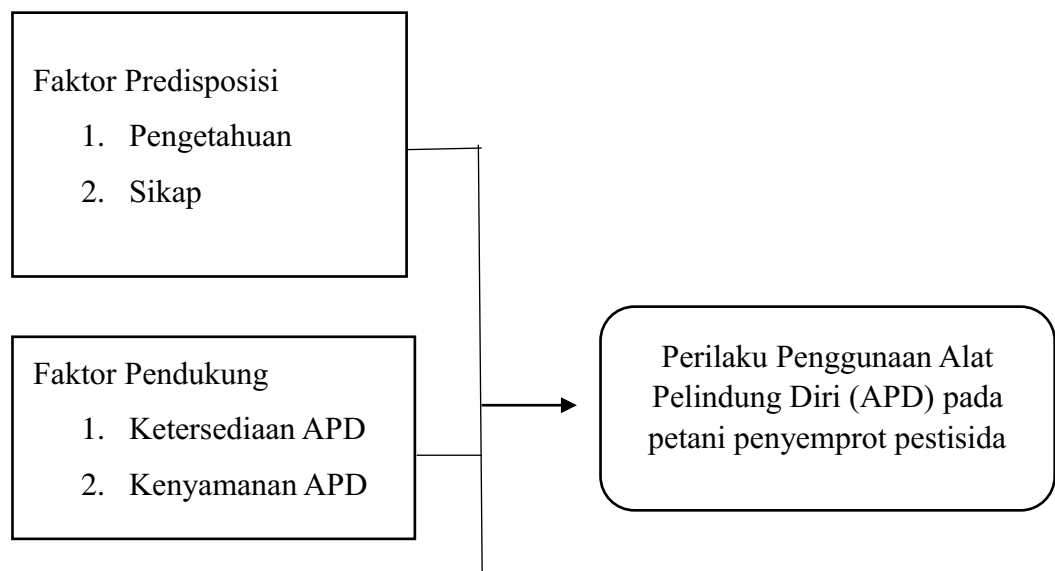 Faktor Predisposisi
1. Pengetahuan
2. Sikap
Faktor Pendukung
1. Ketersediaan APD
2. Kenyamanan APD
Perilaku Penggunaan Alat
Pelindung Diri (APD) pada
petani penyemprot pestisida